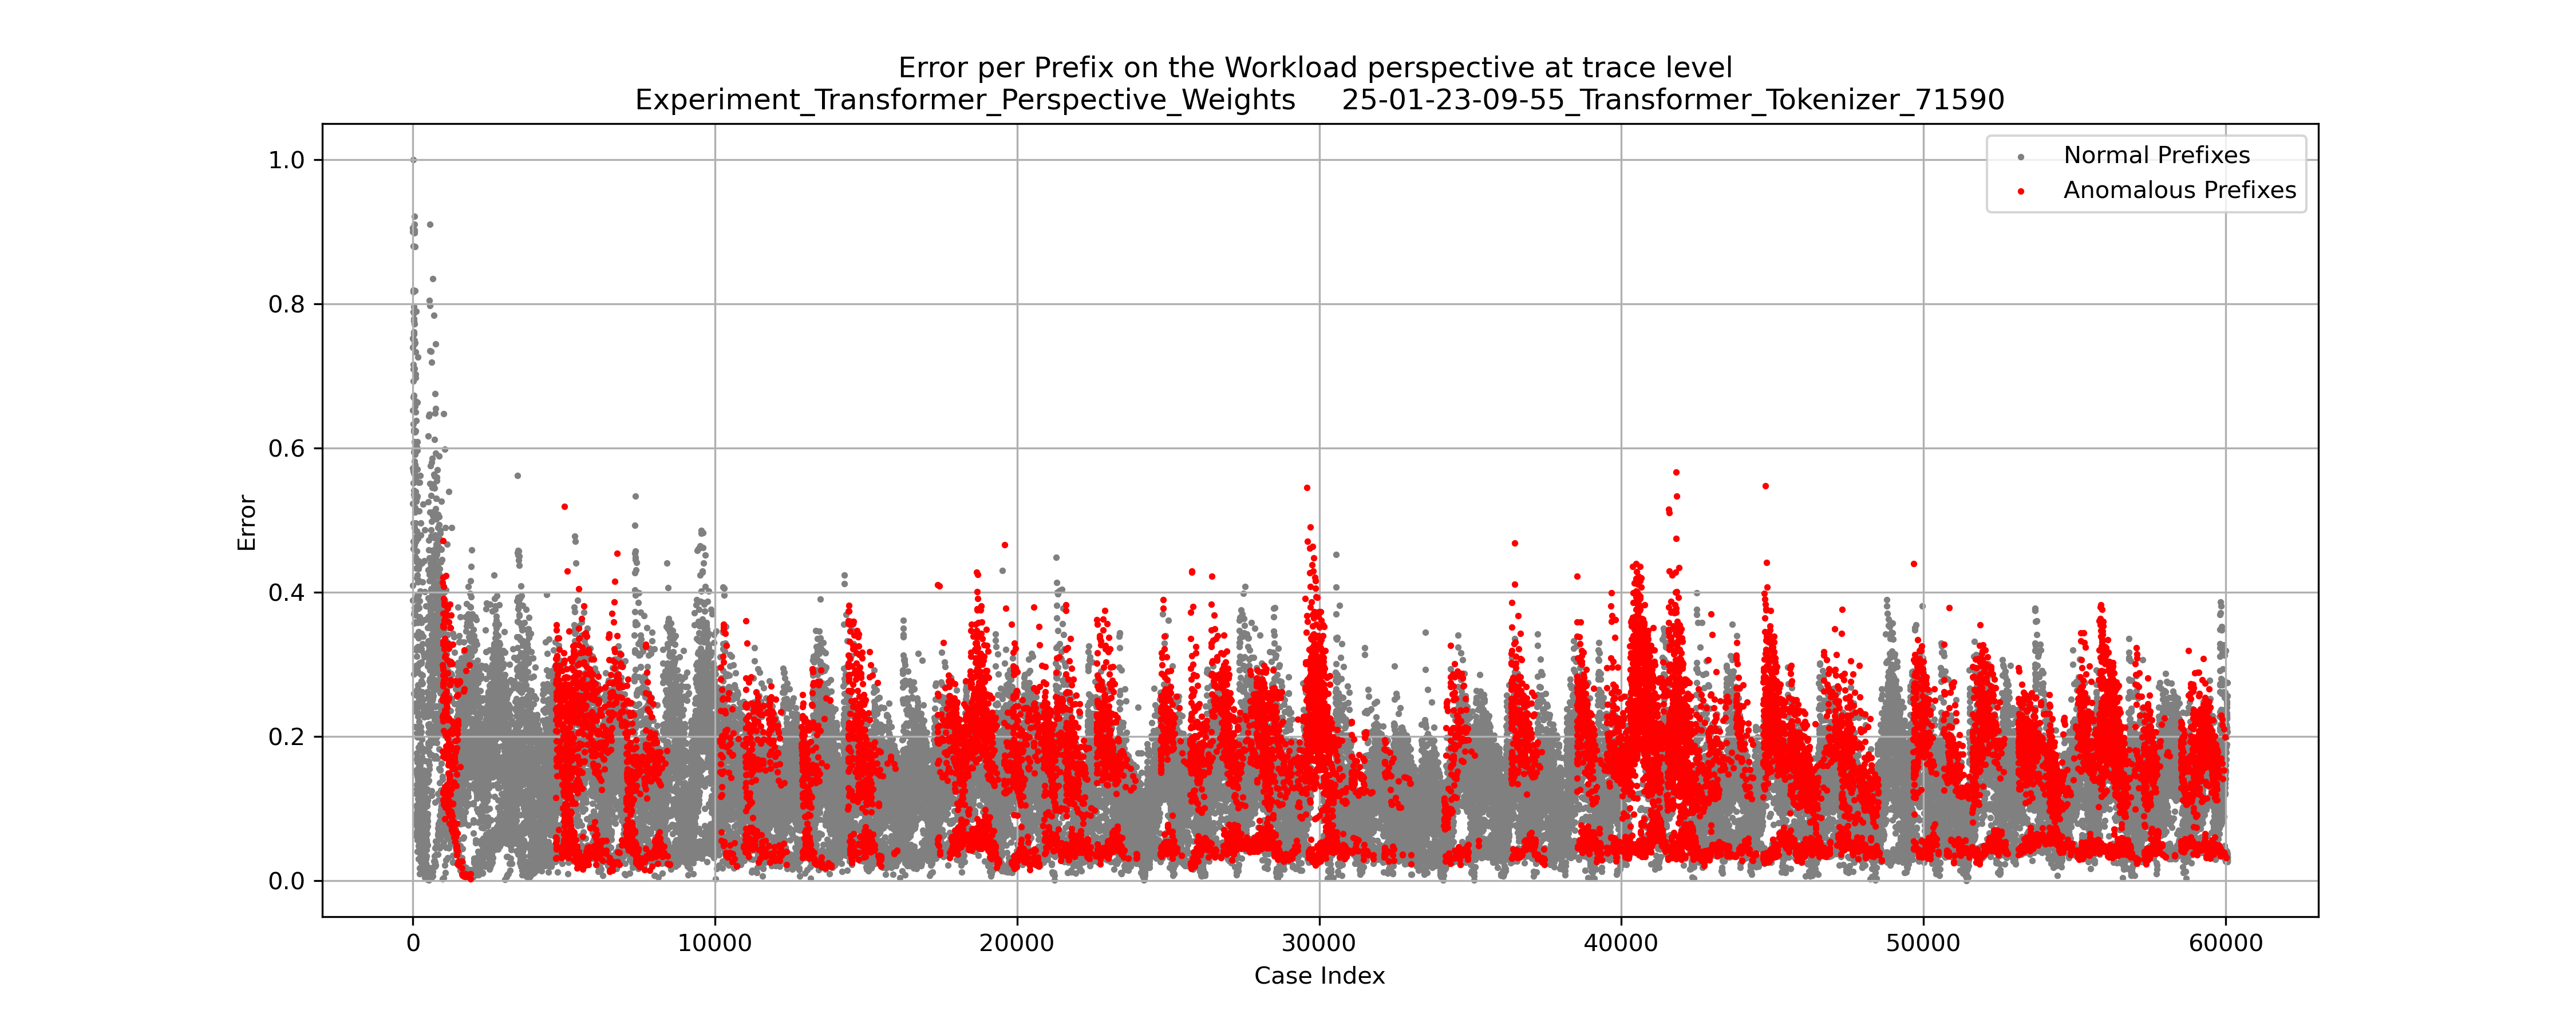 Error per Prefix on the Workload perspective at trace level
Experiment_Transformer_Perspective_Weights 25-01-23-09-55_Transformer_Tokenizer_71590
Normal Prefixes
Anomalous Prefixes
1.0
0.8
0.6
0.4
0.2
0.0
Error
0 10000 20000 30000 40000 50000 60000
Case Index